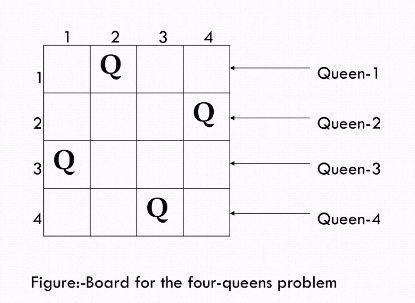 1 2 3 4
1 Q Queen-1
2 Q Queen-2
3 Q Queen-3
4 Q Queen-4
Figure:-Board for the four-queens problem